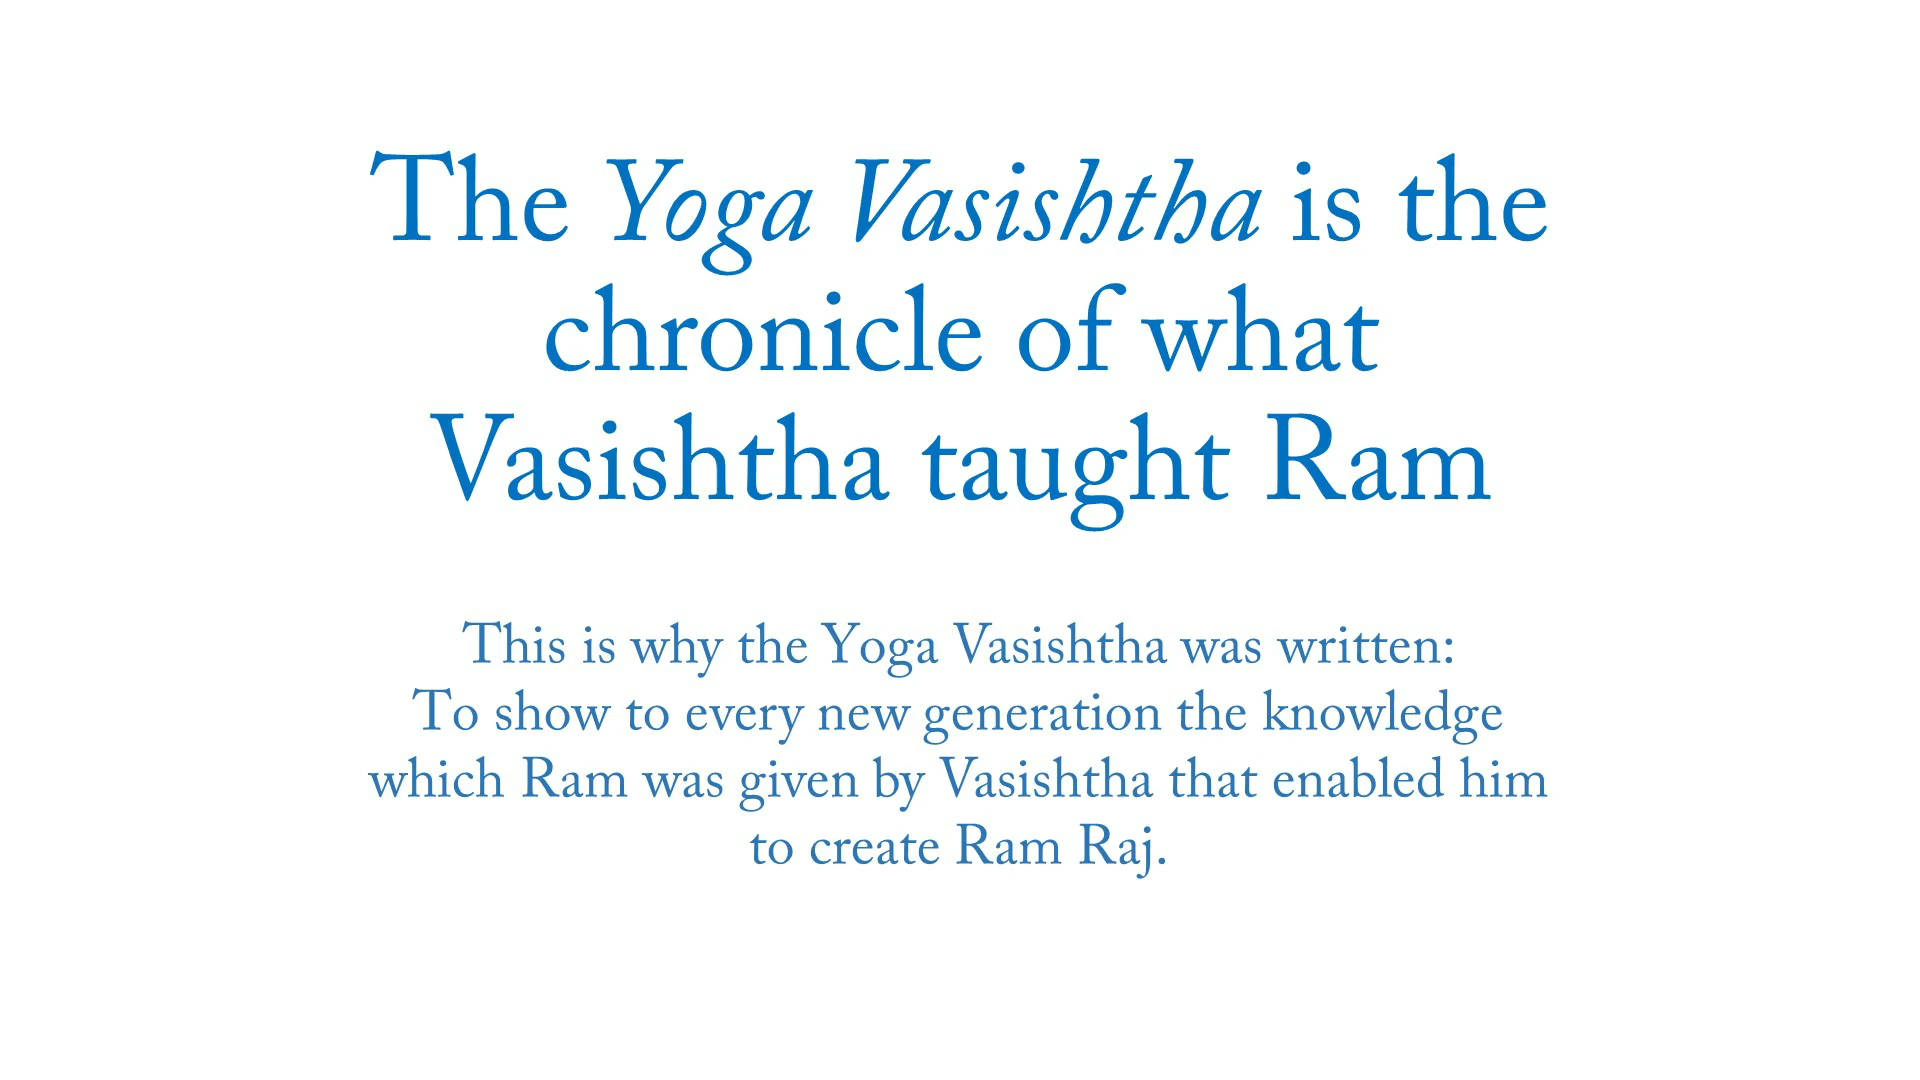 The Yoga Vasishtha is the
chronicle of what
Vasishtha taught Ram
This is why the Yoga Vasishtha was written:
To show to every new generation the knowledge
which Ram was given by Vasishtha that enabled him
to create Ram Raj.